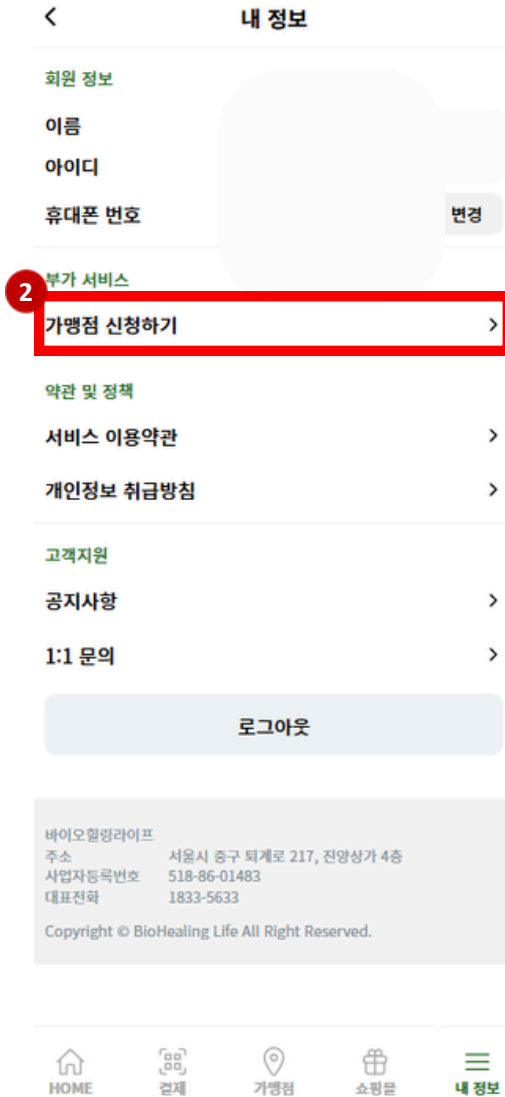 내 정보
회원 정보
이름
아이디
휴대폰 번호 변경
부가 서비스
2
가맹점 신청하기
약관 및 정책
서비스 이용약관
개인정보 취급방침
고객지원
공지사항
1:1 문의
로그아웃
바이오힐링라이프
주소 서울시 중구 퇴계로 217, 진양상가 4층
사업자등록번호 518-86-01483
대표전화 1833-5633
Copyright © BioHealing Life All Right Reserved.
HOME 결제 가맹점 쇼핑몰 내 정보